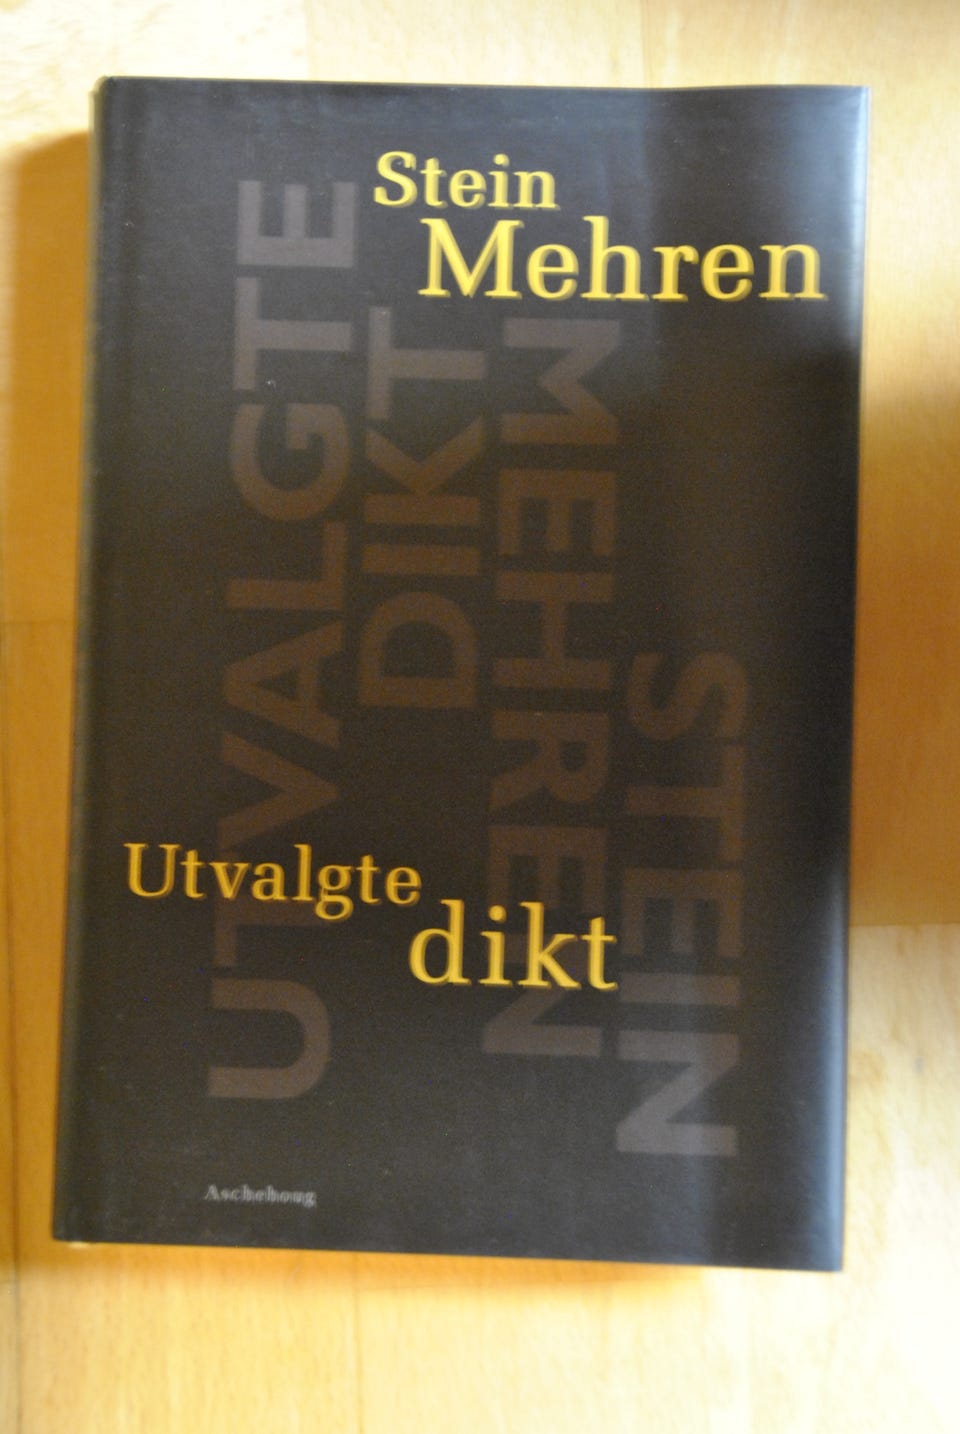 Stein
Mehren
UTVALGTE
DIKT
MEHREN
STEIN
Utvalgte
dikt
Aschehoug